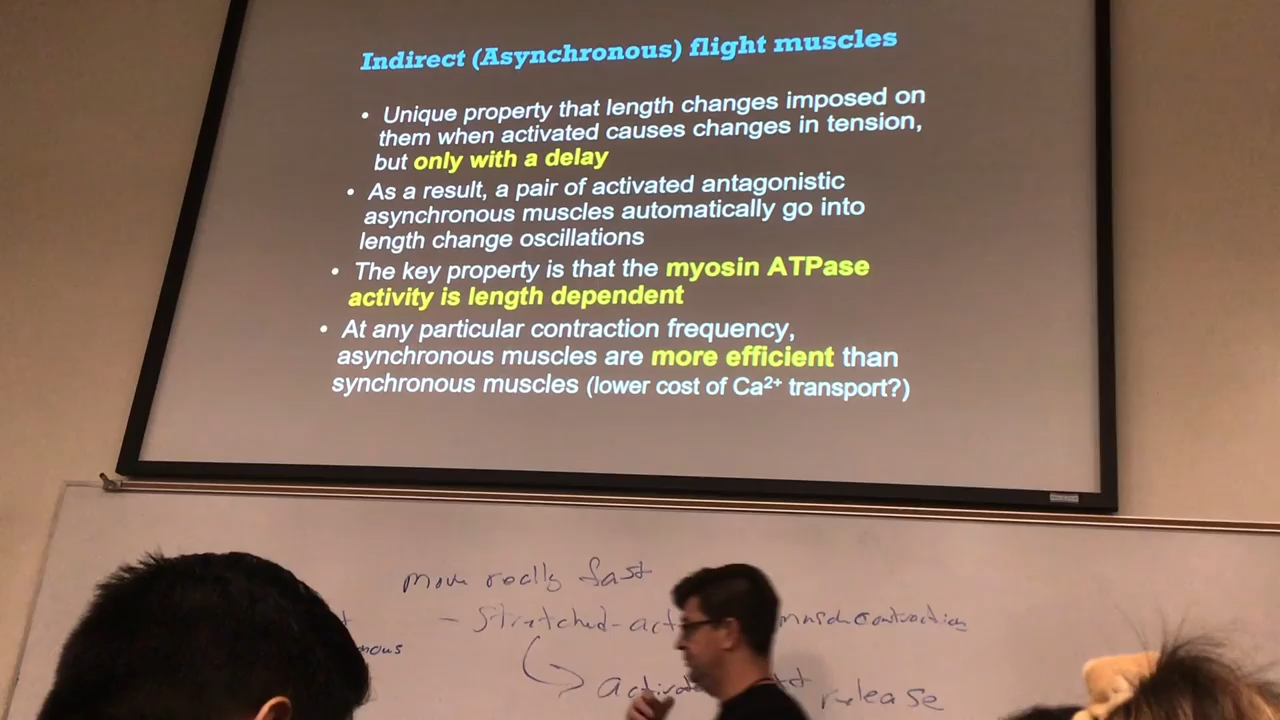 Indirect (Asynchronous) flight muscles
• Unique property that length changes imposed on
them when activated causes changes in tension,
but only with a delay
• As a result, a pair of activated antagonistic
asynchronous muscles automatically go into
length change oscillations
• The key property is that the myosin ATPase
activity is length dependent
• At any particular contraction frequency,
asynchronous muscles are more efficient than
synchronous muscles (lower cost of Ca²⁺ transport?)
move really fast
- Stretched-act
release